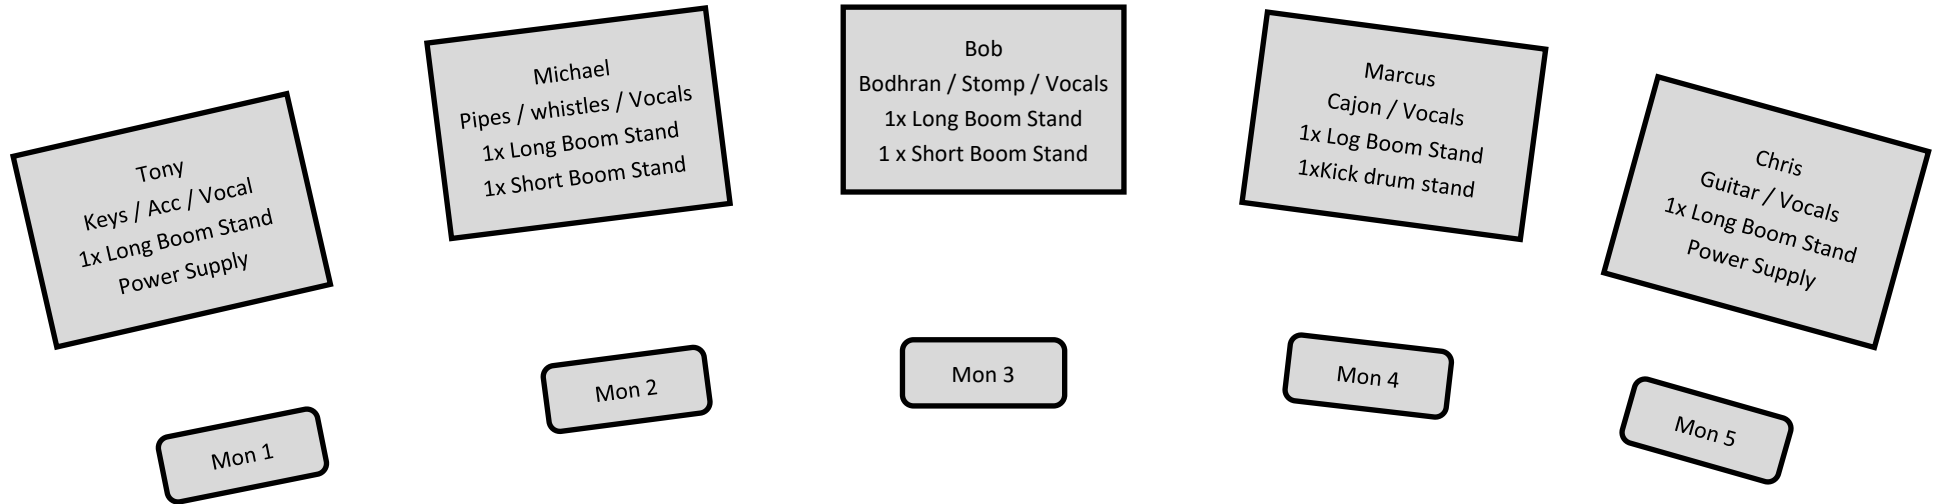 Tony
Keys / Acc / Vocal
1x Long Boom Stand
Power Supply
Michael
Pipes / whistles / Vocals
1x Long Boom Stand
1x Short Boom Stand
Bob
Bodhran / Stomp / Vocals
1x Long Boom Stand
1 x Short Boom Stand
Marcus
Cajon / Vocals
1x Log Boom Stand
1xKick drum stand
Chris
Guitar / Vocals
1x Long Boom Stand
Power Supply
Mon 1
Mon 2
Mon 3
Mon 4
Mon 5